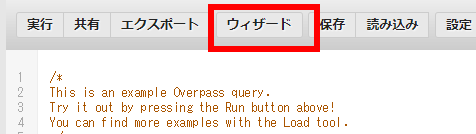 実行 共有 エクスポート ウィザード 保存 読み込み 設定
1 /*
2 This is an example Overpass query.
3 Try it out by pressing the Run button above!
4 You can find more examples with the Load tool.